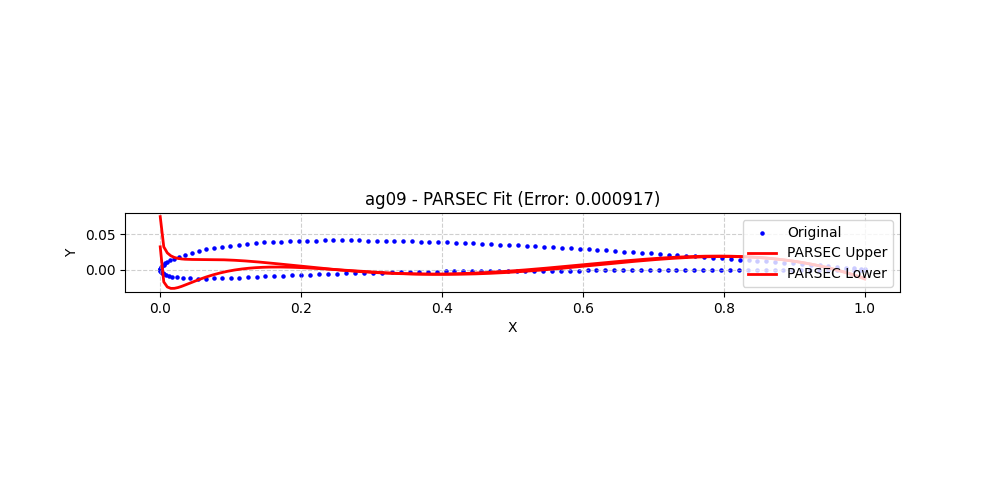 ag09 - PARSEC Fit (Error: 0.000917)
Y
0.05
0.00
Original
PARSEC Upper
PARSEC Lower
0.0 0.2 0.4 0.6 0.8 1.0
X